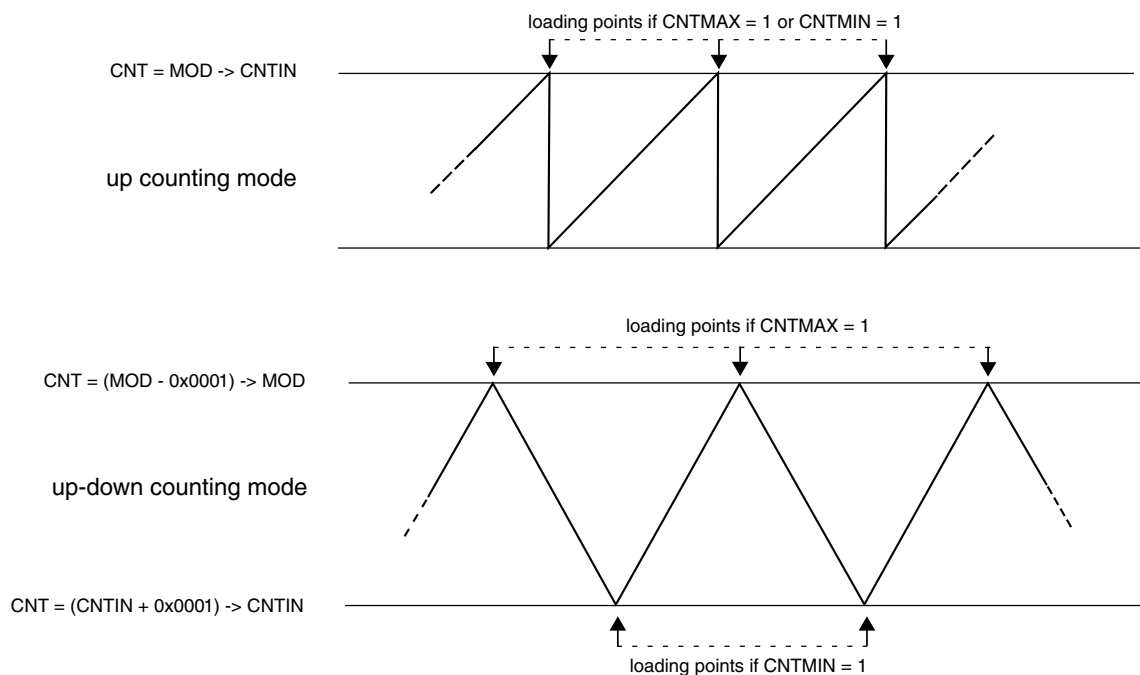 loading points if CNTMAX = 1 or CNTMIN = 1
CNT = MOD -> CNTIN
up counting mode
loading points if CNTMAX = 1
CNT = (MOD - 0x0001) -> MOD
up-down counting mode
CNT = (CNTIN + 0x0001) -> CNTIN
loading points if CNTMIN = 1